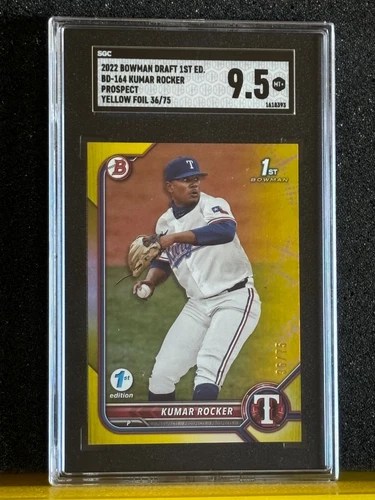 SGC
2022 BOWMAN DRAFT 1ST ED.
BD-164 KUMAR ROCKER
PROSPECT
YELLOW FOIL 36/75
9.5
MT+
1618393
B
1ST
BOWMAN
T
36/75
1st
edition
KUMAR ROCKER
T